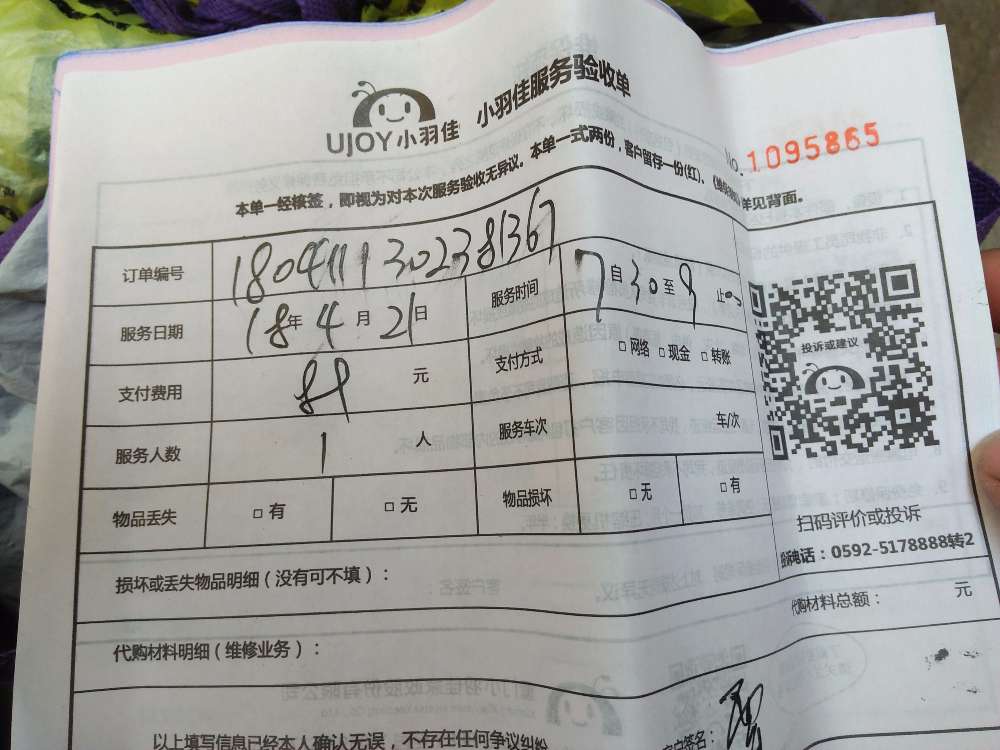 UJOY小羽佳 小羽佳服务验收单
No.1095865
本单一经核签，即视为对本次服务验收无异议。本单一式两份，客户留存一份(红)。 详见背面。
订单编号 1804111302381367
服务日期 18年4月21日 服务时间 7自30至9 止
支付费用 元 支付方式 □网络 □现金 □转账
服务人数 1 人 服务车次 车/次
物品丢失 □有 □无 物品损坏 □无 □有
投诉或建议
扫码评价或投诉
电话：0592-5178888转2
损坏或丢失物品明细（没有可不填）：
代购材料明细（维修业务）： 代购材料总额： 元
以上填写信息已经本人确认无误，不存在任何争议纠纷 客户签名：